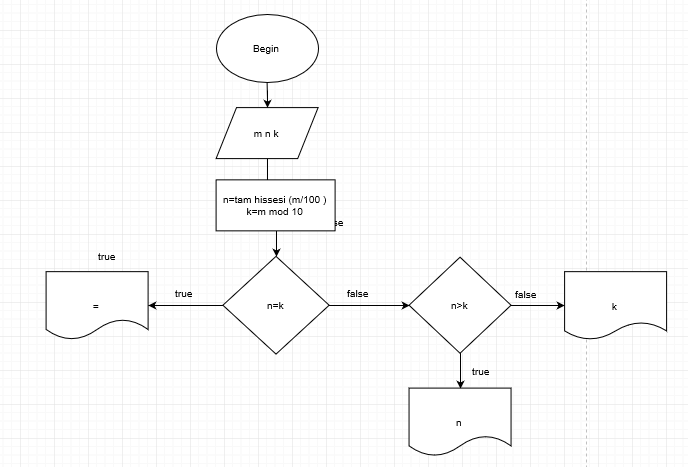 Begin
m n k
n=tam hissesi (m/100 )
k=m mod 10
se
true
true
n=k
false
n>k
false
=
k
true
n